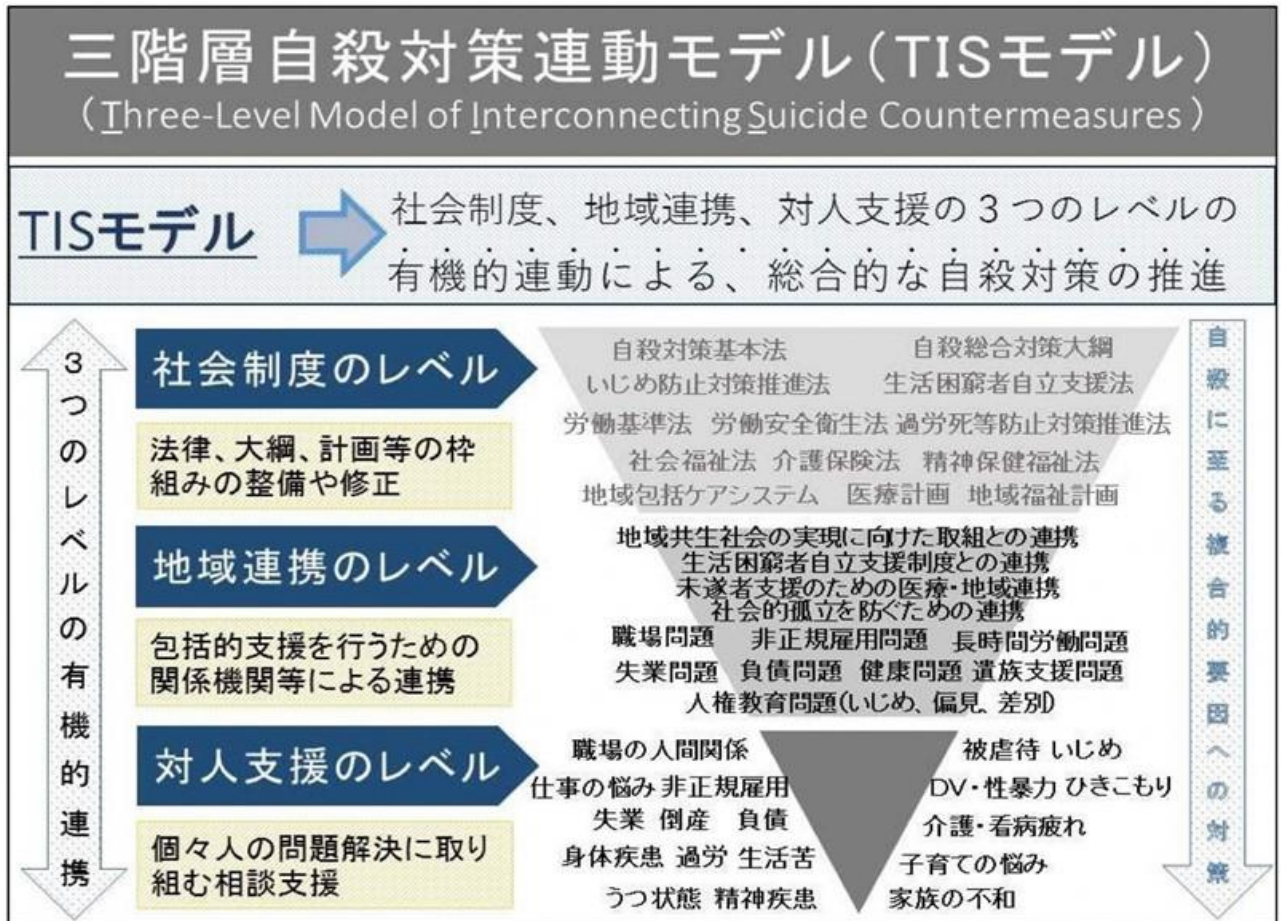 三階層自殺対策連動モデル(TISモデル)
(Three-Level Model of Interconnecting Suicide Countermeasures)
TISモデル
社会制度、地域連携、対人支援の3つのレベルの
有機的連動による、総合的な自殺対策の推進
3つのレベルの有機的連携
社会制度のレベル
法律、大綱、計画等の枠
組みの整備や修正
自殺対策基本法 自殺総合対策大綱
いじめ防止対策推進法 生活困窮者自立支援法
労働基準法 労働安全衛生法 過労死等防止対策推進法
社会福祉法 介護保険法 精神保健福祉法
地域包括ケアシステム 医療計画 地域福祉計画
地域連携のレベル
包括的支援を行うための
関係機関等による連携
地域共生社会の実現に向けた取組との連携
生活困窮者自立支援制度との連携
未遂者支援のための医療・地域連携
社会的孤立を防ぐための連携
職場問題 非正規雇用問題 長時間労働問題
失業問題 負債問題 健康問題 遺族支援問題
人権教育問題(いじめ、偏見、差別)
対人支援のレベル
個々人の問題解決に取り
組む相談支援
職場の人間関係 被虐待 いじめ
仕事の悩み 非正規雇用 DV・性暴力 ひきこもり
失業 倒産 負債 介護・看病疲れ
身体疾患 過労 生活苦 子育ての悩み
うつ状態 精神疾患 家族の不和
自殺に至る複合的要因への対策